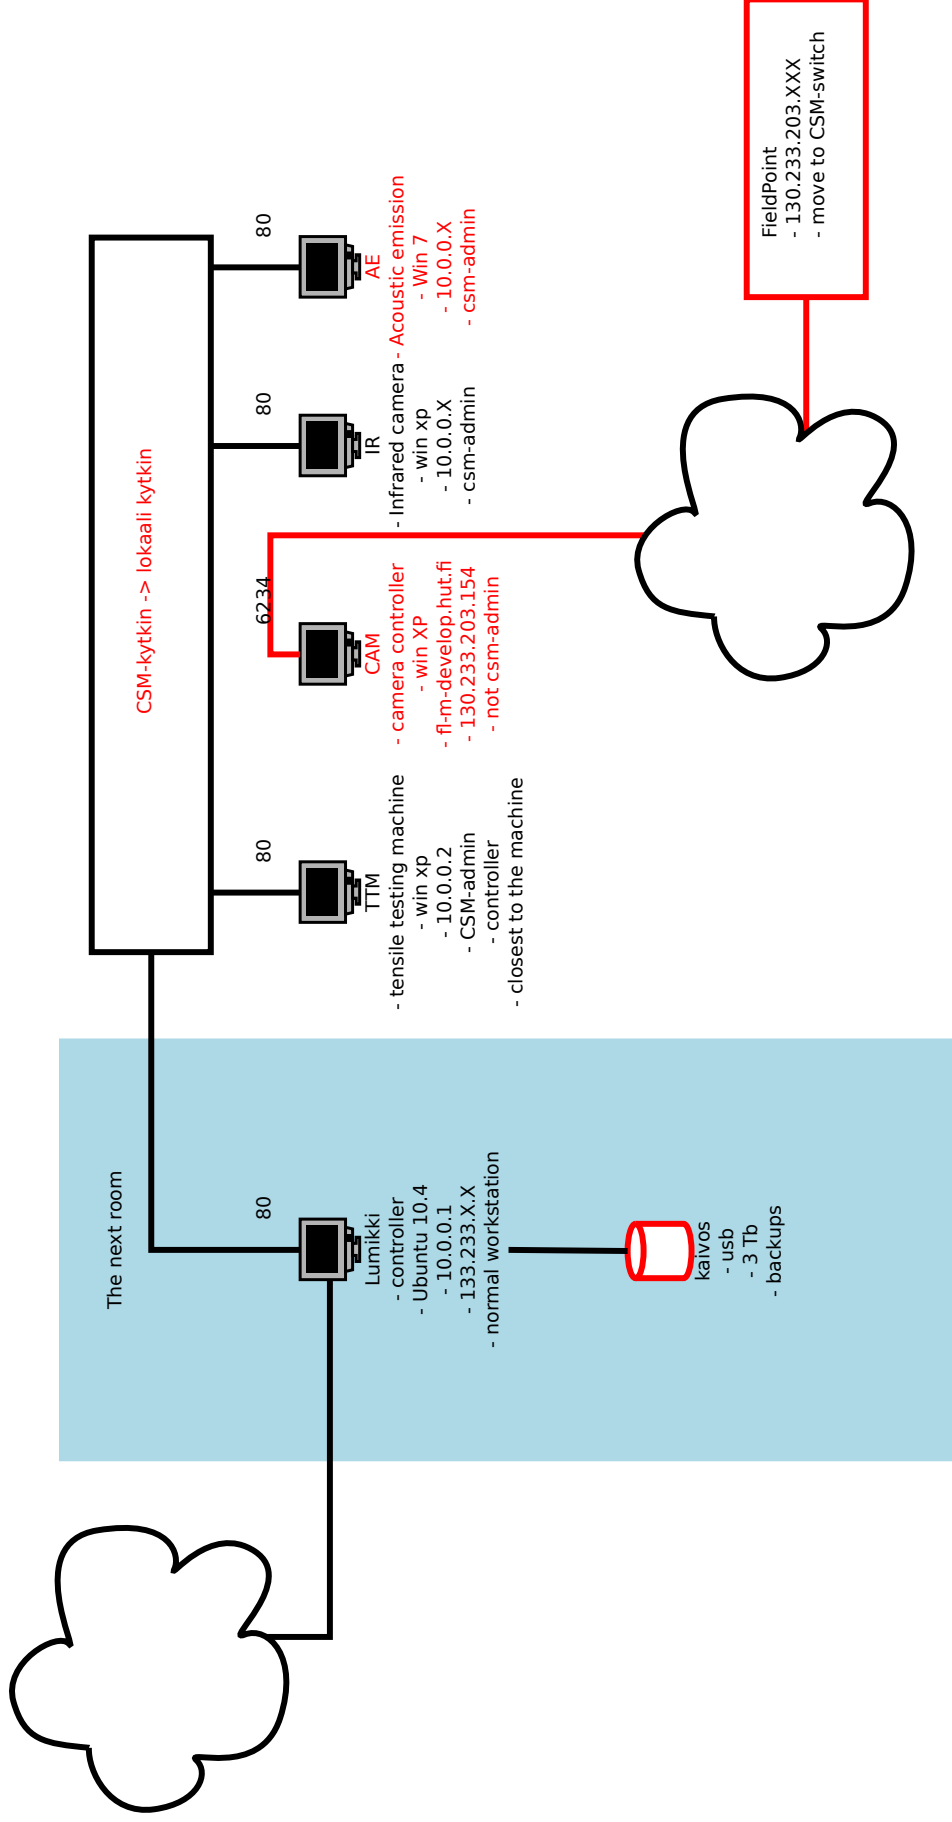 The next room
CSM-kytkin -> lokaali kytkin
80
Lumikki
- controller
- Ubuntu 10.4
- 10.0.0.1
- 133.233.X.X
- normal workstation
kaivos
- usb
- 3 Tb
- backups
80
TTM
- tensile testing machine
- win xp
- 10.0.0.2
- CSM-admin
- controller
- closest to the machine
6234
CAM
- camera controller
- win XP
- fl-m-develop.hut.fi
- 130.233.203.154
- not csm-admin
80
IR
- Infrared camera
- win xp
- 10.0.0.X
- csm-admin
80
AE
- Acoustic emission
- Win 7
- 10.0.0.X
- csm-admin
FieldPoint
- 130.233.203.XXX
- move to CSM-switch